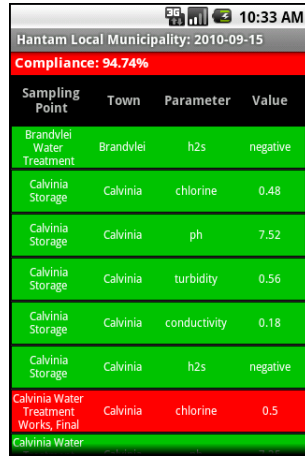 3G 10:33 AM
Hantam Local Municipality: 2010-09-15
Compliance: 94.74%
Sampling Point Town Parameter Value
Brandvlei Water Treatment Brandvlei h2s negative
Calvinia Storage Calvinia chlorine 0.48
Calvinia Storage Calvinia ph 7.52
Calvinia Storage Calvinia turbidity 0.56
Calvinia Storage Calvinia conductivity 0.18
Calvinia Storage Calvinia h2s negative
Calvinia Water Treatment Works, Final Calvinia chlorine 0.5
Calvinia Water